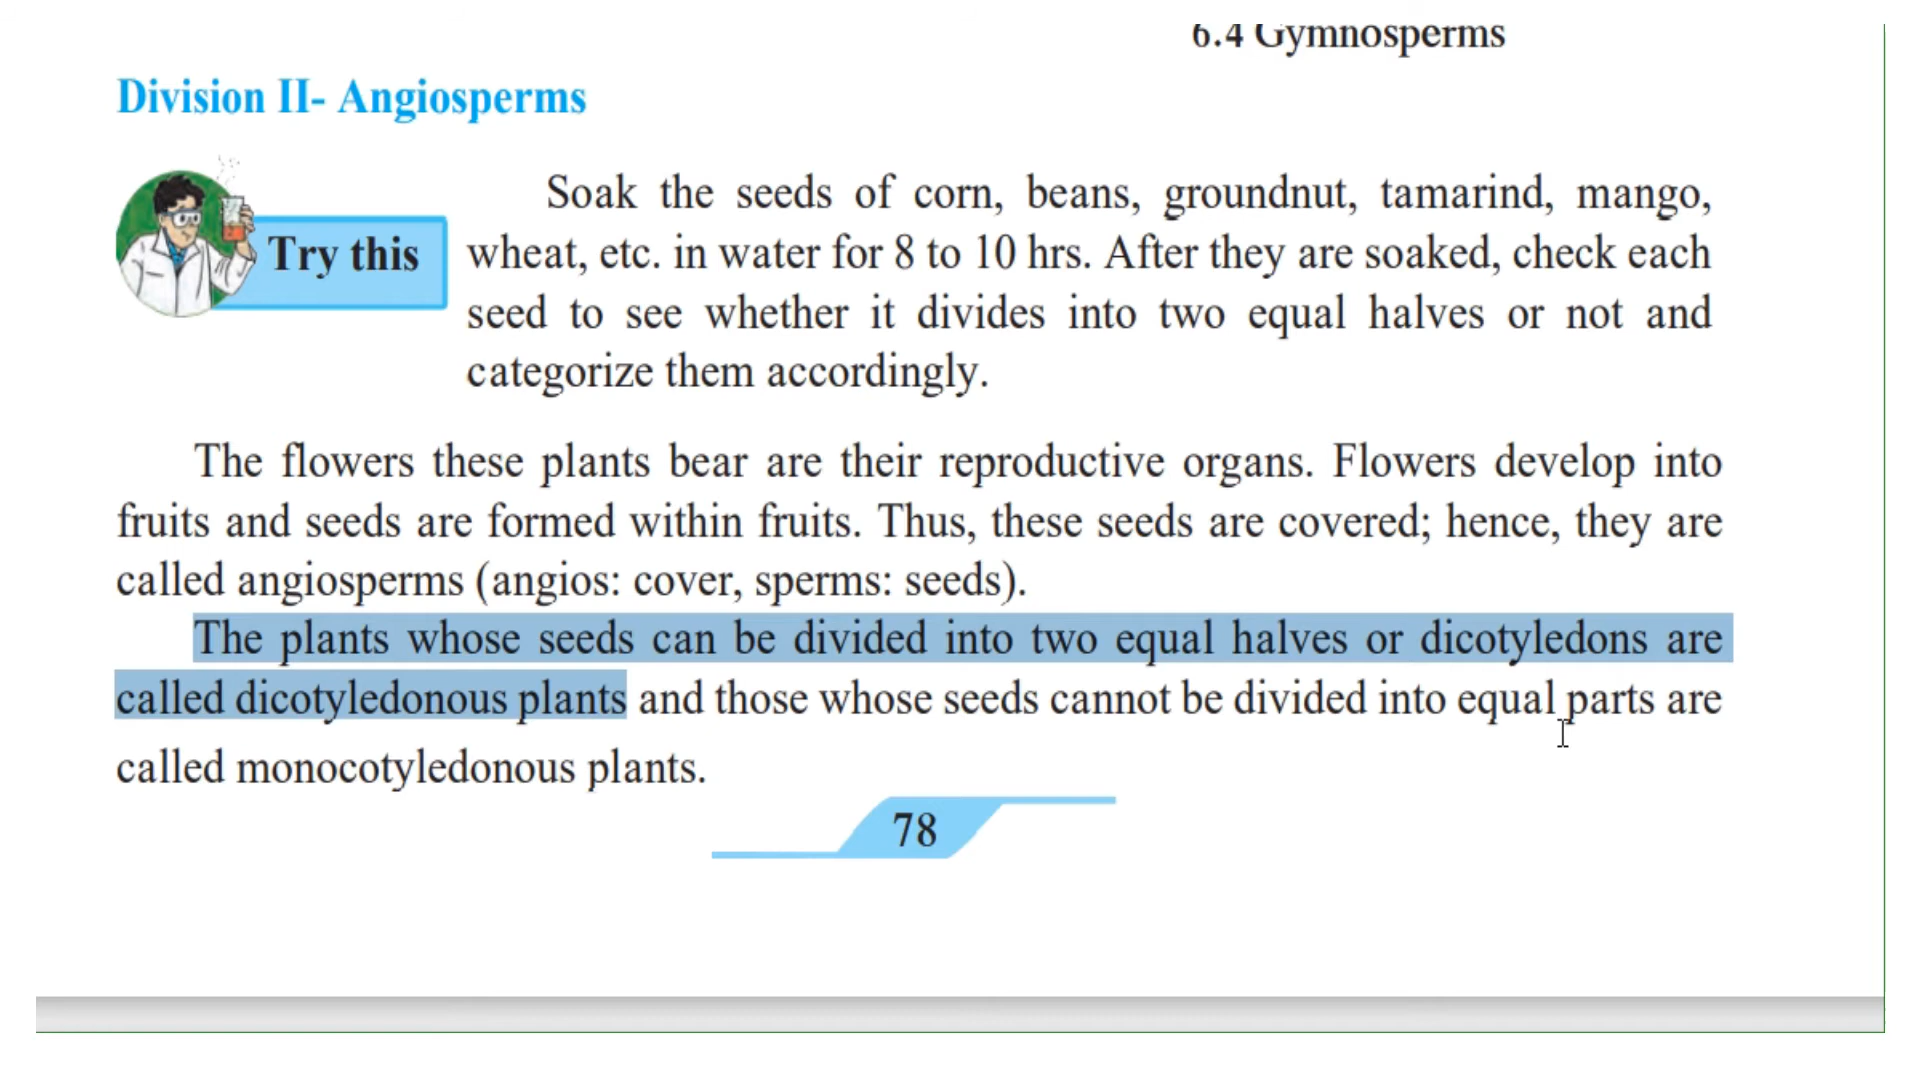 6.4 Gymnosperms
Division II- Angiosperms
Try this
Soak the seeds of corn, beans, groundnut, tamarind, mango,
wheat, etc. in water for 8 to 10 hrs. After they are soaked, check each
seed to see whether it divides into two equal halves or not and
categorize them accordingly.
The flowers these plants bear are their reproductive organs. Flowers develop into
fruits and seeds are formed within fruits. Thus, these seeds are covered; hence, they are
called angiosperms (angios: cover, sperms: seeds).
The plants whose seeds can be divided into two equal halves or dicotyledons are
called dicotyledonous plants and those whose seeds cannot be divided into equal parts are
called monocotyledonous plants.
78